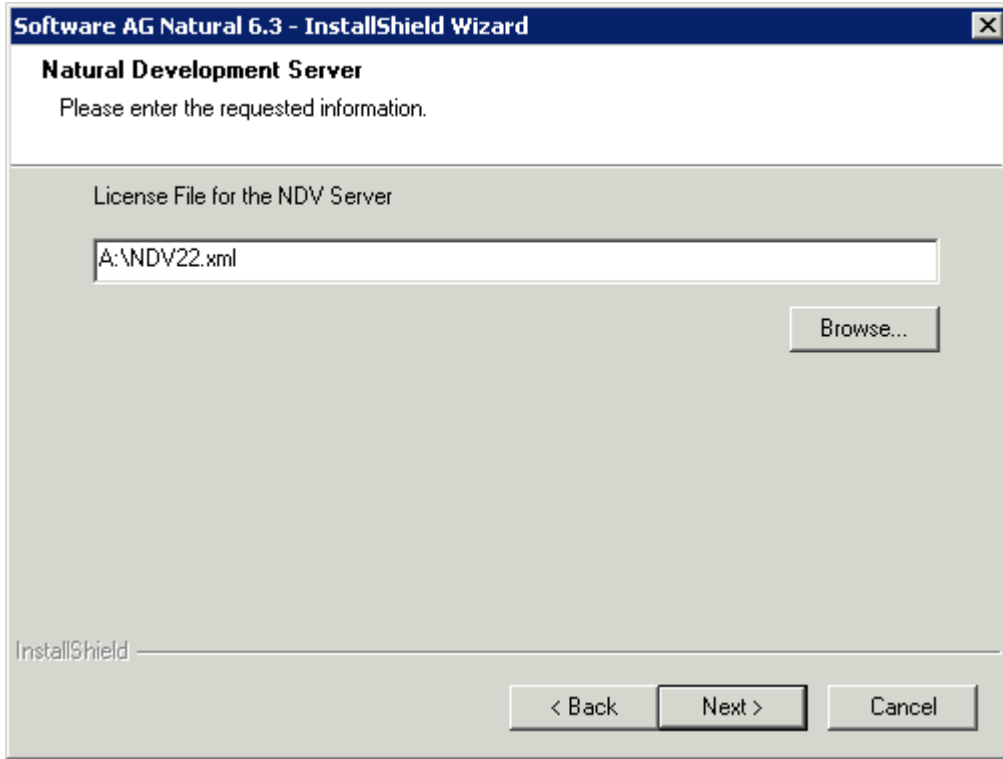 Software AG Natural 6.3 - InstallShield Wizard
Natural Development Server
Please enter the requested information.
License File for the NDV Server
A:\NDV22.xml
Browse...
InstallShield
< Back Next > Cancel